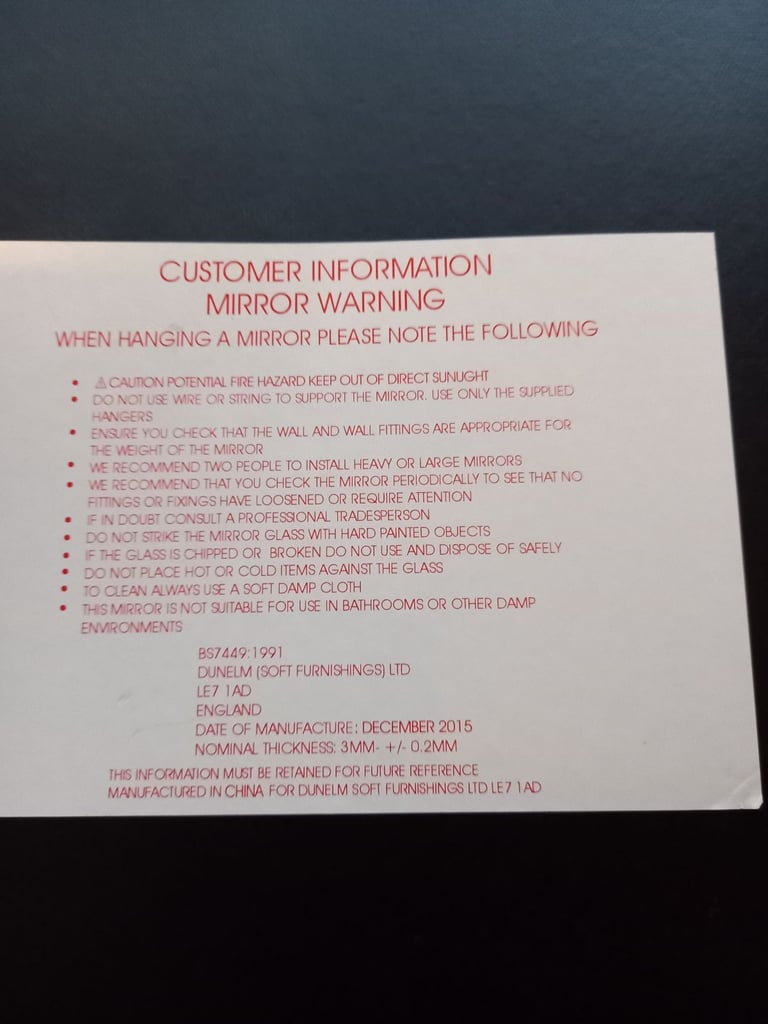 CUSTOMER INFORMATION
MIRROR WARNING
WHEN HANGING A MIRROR PLEASE NOTE THE FOLLOWING
• ⚠ CAUTION POTENTIAL FIRE HAZARD KEEP OUT OF DIRECT SUNUGHT
• DO NOT USE WIRE OR STRING TO SUPPORT THE MIRROR. USE ONLY THE SUPPLIED
HANGERS
• ENSURE YOU CHECK THAT THE WALL AND WALL FITTINGS ARE APPROPRIATE FOR
THE WEIGHT OF THE MIRROR
• WE RECOMMEND TWO PEOPLE TO INSTALL HEAVY OR LARGE MIRRORS
• WE RECOMMEND THAT YOU CHECK THE MIRROR PERIODICALLY TO SEE THAT NO
FITTINGS OR FIXINGS HAVE LOOSENED OR REQUIRE ATTENTION
• IF IN DOUBT CONSULT A PROFESSIONAL TRADESPERSON
• DO NOT STRIKE THE MIRROR GLASS WITH HARD PAINTED OBJECTS
• IF THE GLASS IS CHIPPED OR BROKEN DO NOT USE AND DISPOSE OF SAFELY
• DO NOT PLACE HOT OR COLD ITEMS AGAINST THE GLASS
• TO CLEAN ALWAYS USE A SOFT DAMP CLOTH
• THIS MIRROR IS NOT SUITABLE FOR USE IN BATHROOMS OR OTHER DAMP
ENVIRONMENTS
BS7449:1991
DUNELM (SOFT FURNISHINGS) LTD
LE7 1AD
ENGLAND
DATE OF MANUFACTURE: DECEMBER 2015
NOMINAL THICKNESS: 3MM- +/- 0.2MM
THIS INFORMATION MUST BE RETAINED FOR FUTURE REFERENCE
MANUFACTURED IN CHINA FOR DUNELM SOFT FURNISHINGS LTD LE7 1AD